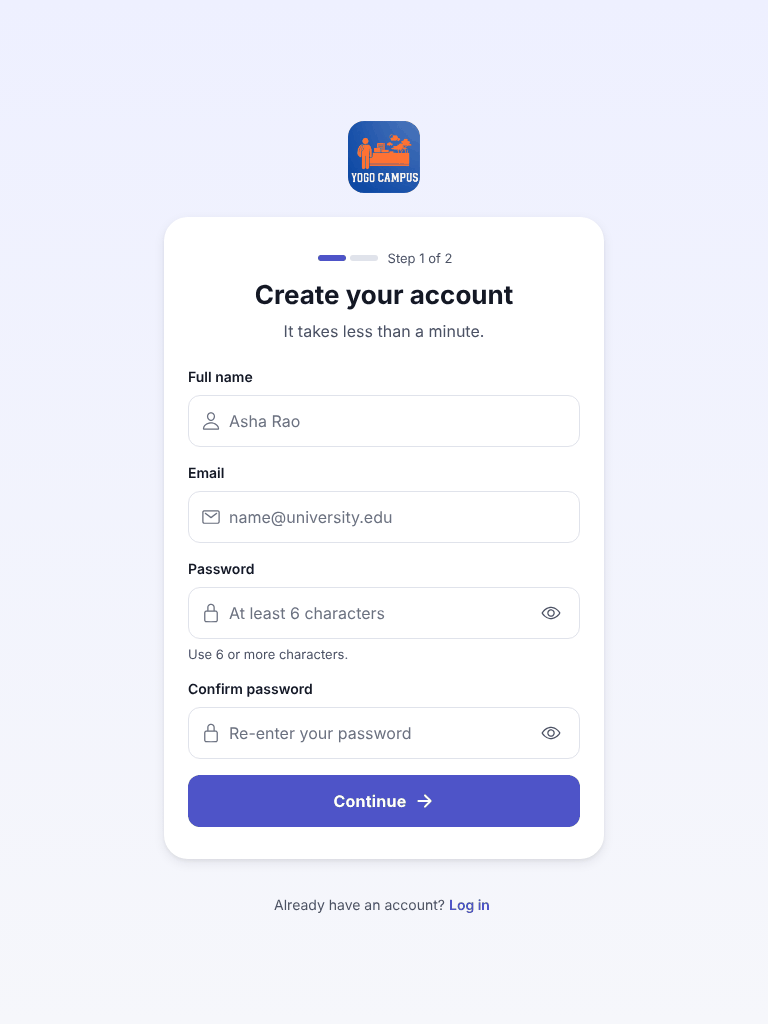 YOGO CAMPUS
Step 1 of 2
Create your account
It takes less than a minute.
Full name
Asha Rao
Email
name@university.edu
Password
At least 6 characters
Use 6 or more characters.
Confirm password
Re-enter your password
Continue
Already have an account? Log in